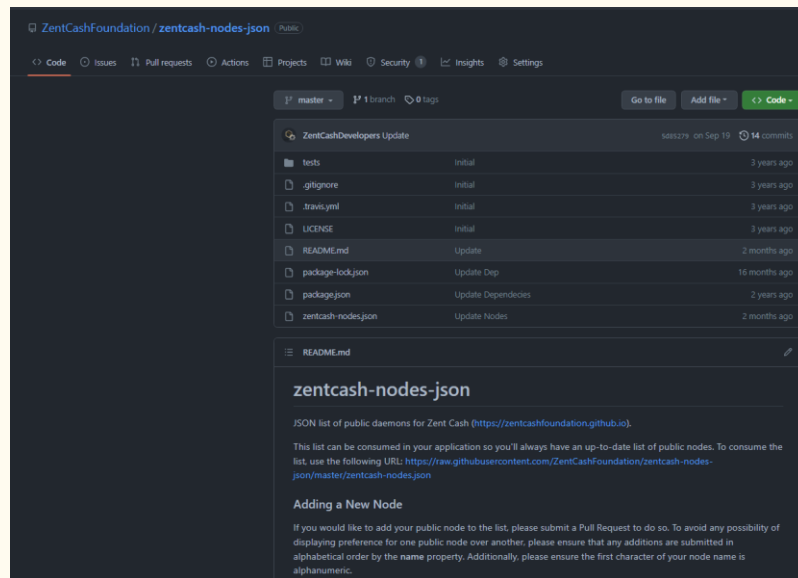 ZentCashFoundation / zentcash-nodes-json Public
Code Issues Pull requests Actions Projects Wiki Security 1 Insights Settings
master 1 branch 0 tags Go to file Add file Code
ZentCashDevelopers Update on Sep 19 14 commits
tests Initial 3 years ago
.gitignore Initial 3 years ago
.travis.yml Initial 3 years ago
LICENSE Initial 3 years ago
README.md Update 2 months ago
package-lock.json Update Dep 16 months ago
package.json Update Dependecies 2 years ago
zentcash-nodes.json Update Nodes 2 months ago
README.md
zentcash-nodes-json
JSON list of public daemons for Zent Cash (https://zentcashfoundation.github.io).
This list can be consumed in your application so you'll always have an up-to-date list of public nodes. To consume the
list, use the following URL: https://raw.githubusercontent.com/ZentCashFoundation/zentcash-nodes-
json/master/zentcash-nodes.json
Adding a New Node
If you would like to add your public node to the list, please submit a Pull Request to do so. To avoid any possibility of
displaying preference for one public node over another, please ensure that any additions are submitted in
alphabetical order by the name property. Additionally, please ensure the first character of your node name is
alphanumeric.